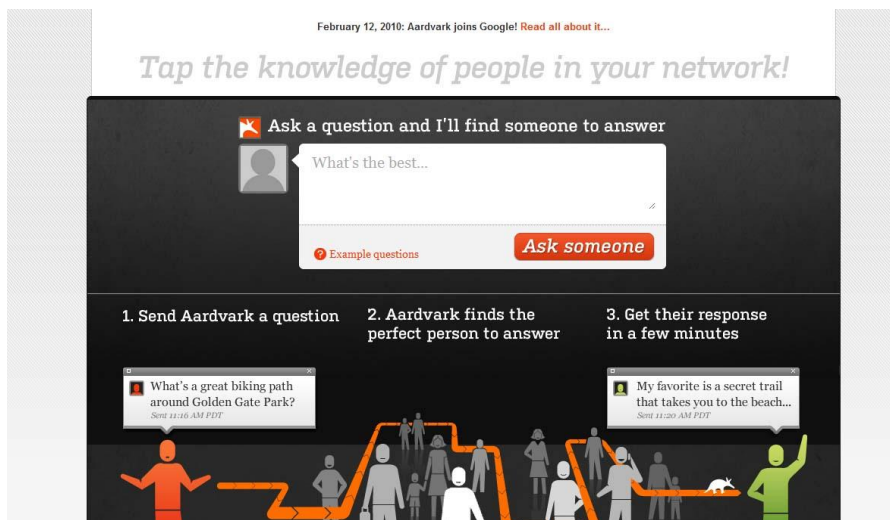 February 12, 2010: Aardvark joins Google! Read all about it...
Tap the knowledge of people in your network!
Ask a question and I'll find someone to answer
What's the best...
? Example questions
Ask someone
1. Send Aardvark a question
2. Aardvark finds the
perfect person to answer
3. Get their response
in a few minutes
What's a great biking path
around Golden Gate Park?
Sent 11:16 AM PDT
My favorite is a secret trail
that takes you to the beach...
Sent 11:20 AM PDT